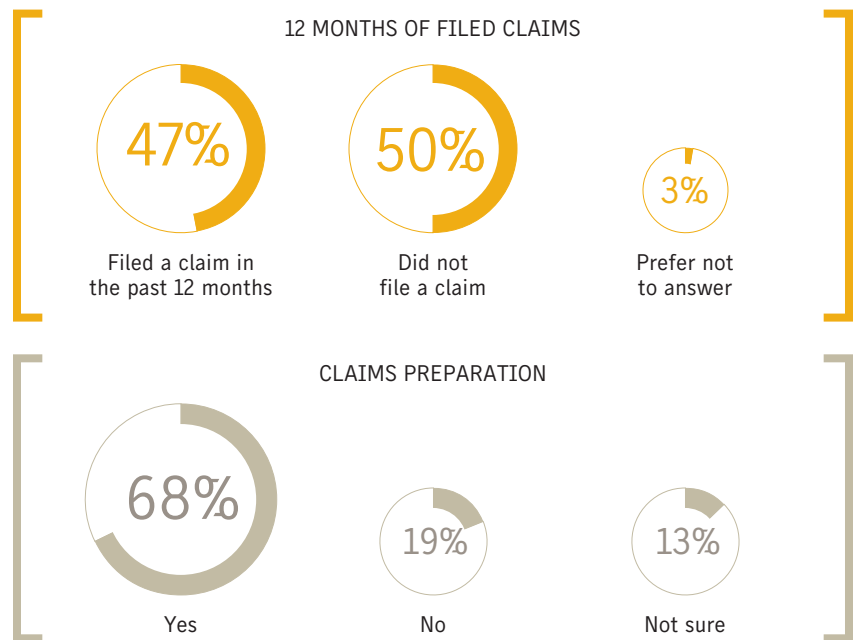 12 MONTHS OF FILED CLAIMS
47%
50%
3%
Filed a claim in
the past 12 months
Did not
file a claim
Prefer not
to answer
CLAIMS PREPARATION
68%
19%
13%
Yes
No
Not sure